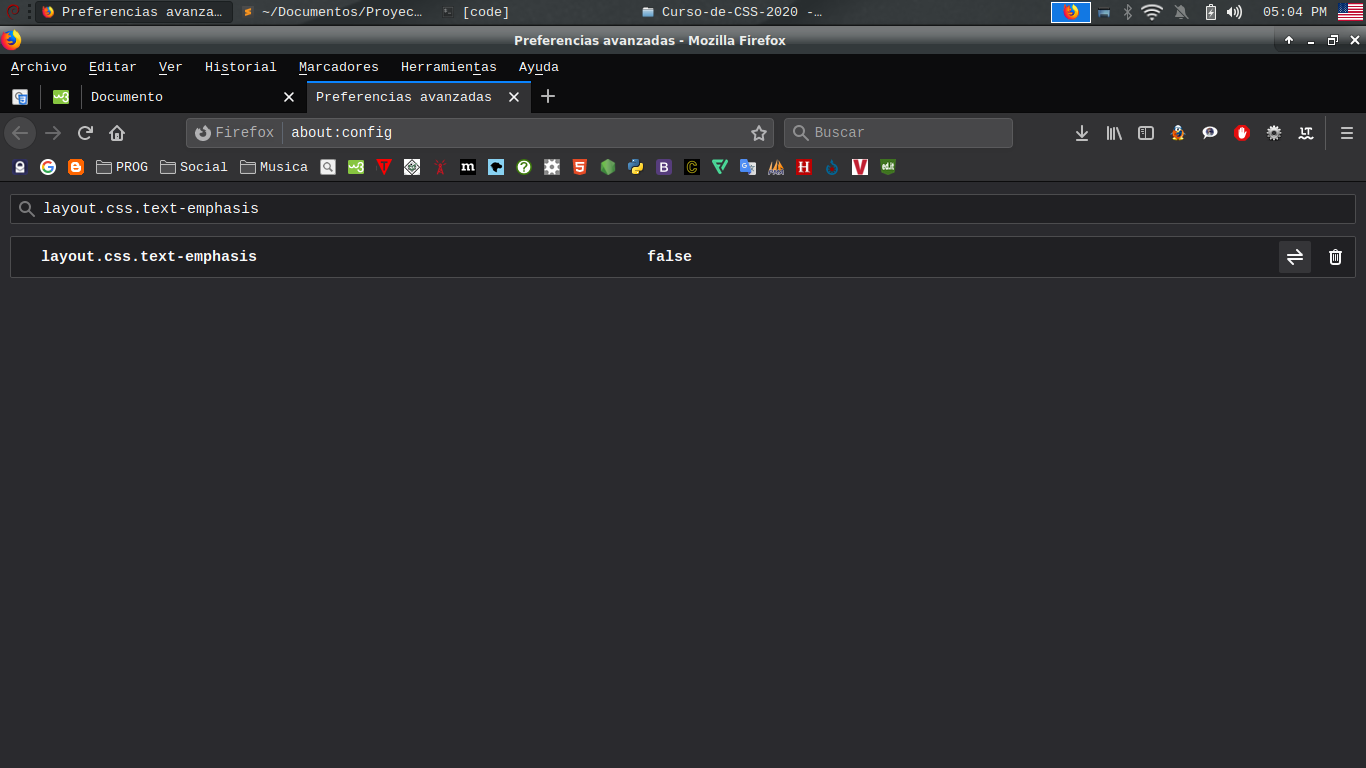 Preferencias avanza... ~/Documentos/Proyec... [code] Curso-de-CSS-2020 -... 05:04 PM
Preferencias avanzadas - Mozilla Firefox
Archivo Editar Ver Historial Marcadores Herramientas Ayuda
Documento Preferencias avanzadas
Firefox about:config Buscar
PROG Social Musica
layout.css.text-emphasis
layout.css.text-emphasis false